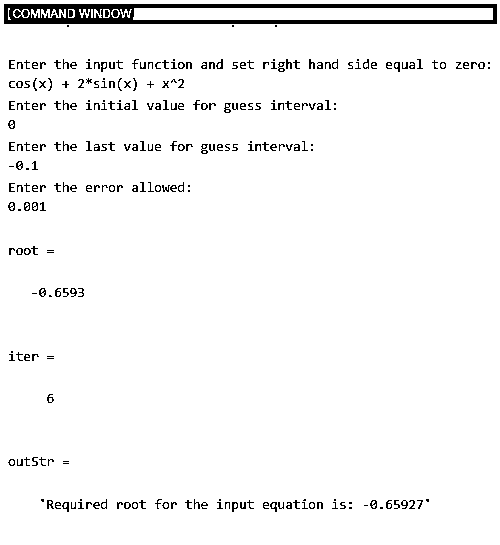 COMMAND WINDOW
Enter the input function and set right hand side equal to zero:
cos(x) + 2*sin(x) + x^2
Enter the initial value for guess interval:
0
Enter the last value for guess interval:
-0.1
Enter the error allowed:
0.001
root =
-0.6593
iter =
6
outStr =
'Required root for the input equation is: -0.65927'